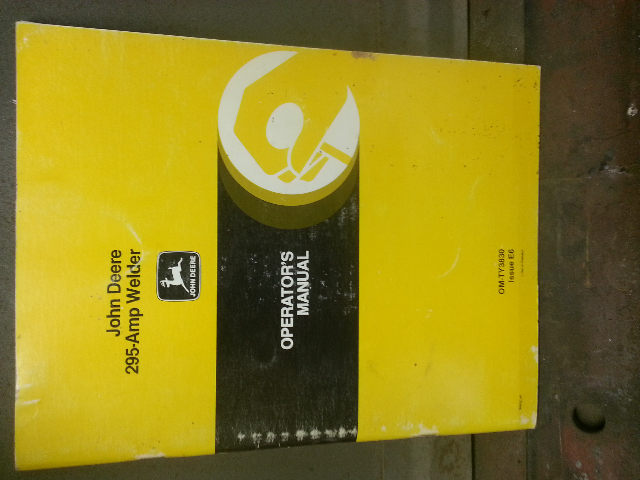 John Deere
295-Amp Welder
JOHN DEERE
OPERATOR'S
MANUAL
OM-TY3830
Issue E6